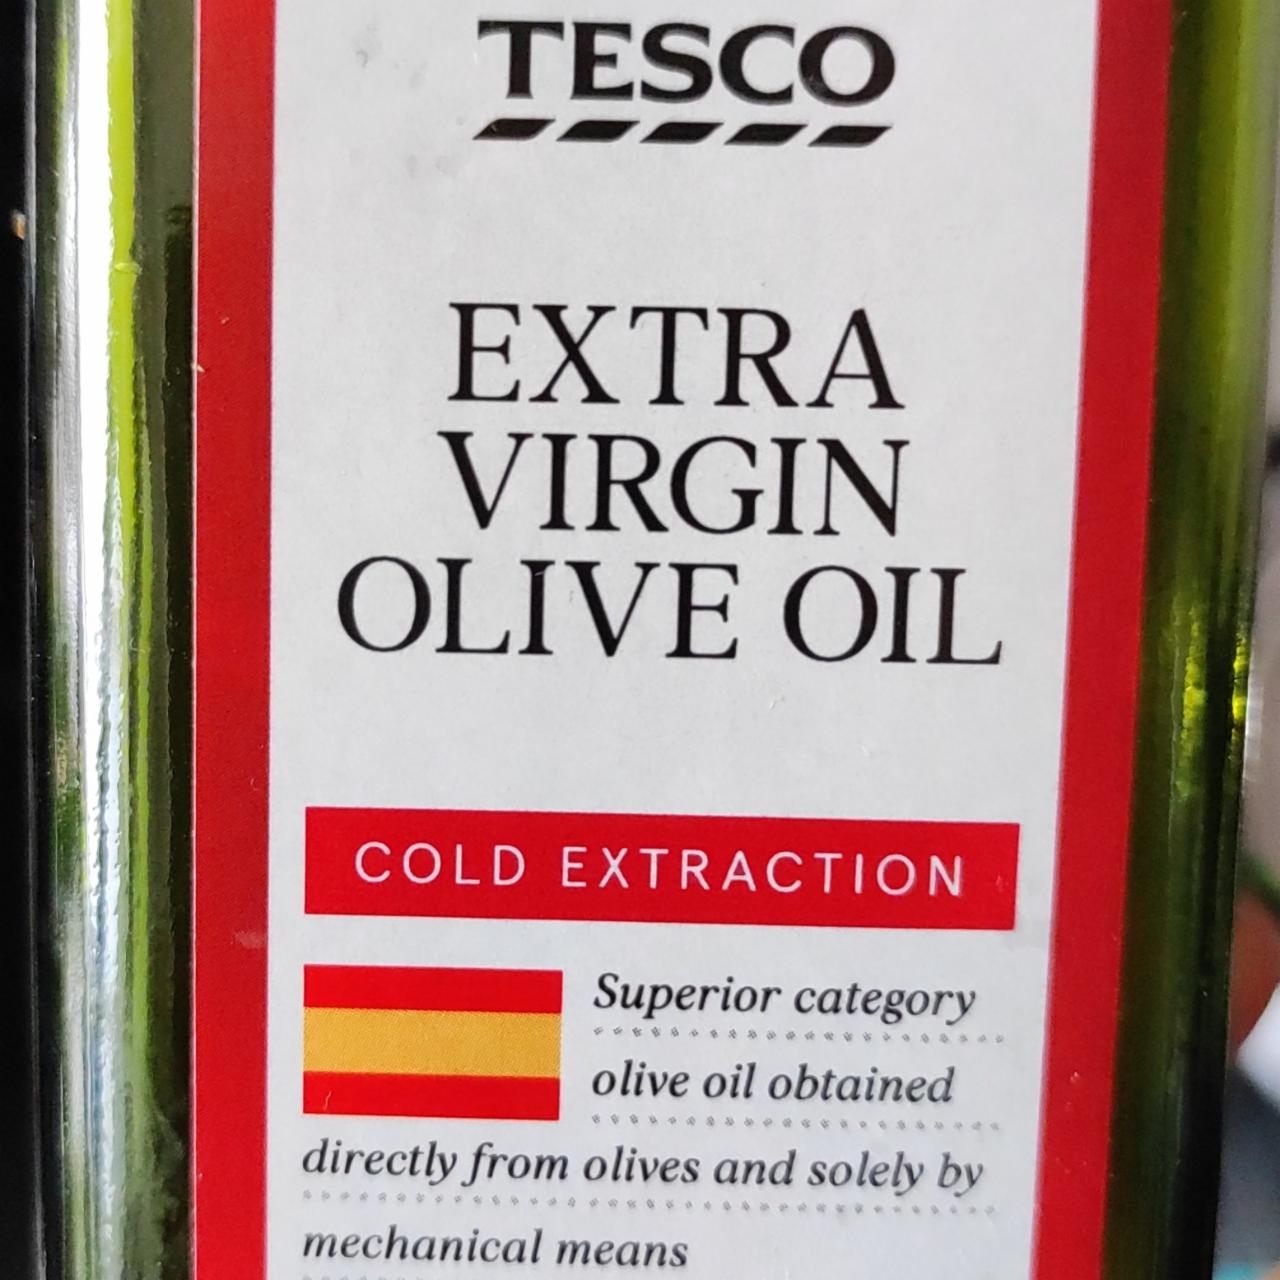 TESCO
EXTRA
VIRGIN
OLIVE OIL
COLD EXTRACTION
Superior category
olive oil obtained
directly from olives and solely by
mechanical means